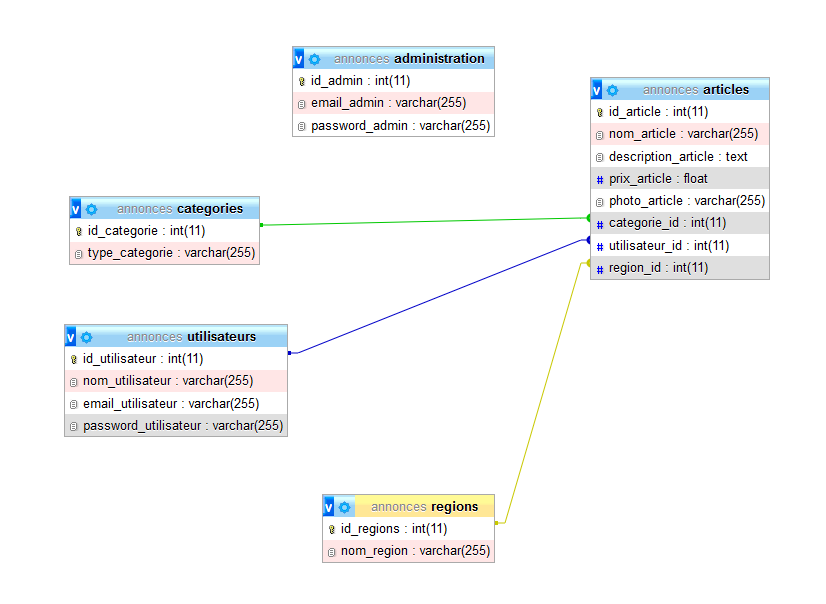 v annonces administration
id_admin : int(11)
email_admin : varchar(255)
password_admin : varchar(255)
v annonces articles
id_article : int(11)
nom_article : varchar(255)
description_article : text
# prix_article : float
photo_article : varchar(255)
# categorie_id : int(11)
# utilisateur_id : int(11)
# region_id : int(11)
v annonces categories
id_categorie : int(11)
type_categorie : varchar(255)
v annonces utilisateurs
id_utilisateur : int(11)
nom_utilisateur : varchar(255)
email_utilisateur : varchar(255)
password_utilisateur : varchar(255)
v annonces regions
id_regions : int(11)
nom_region : varchar(255)